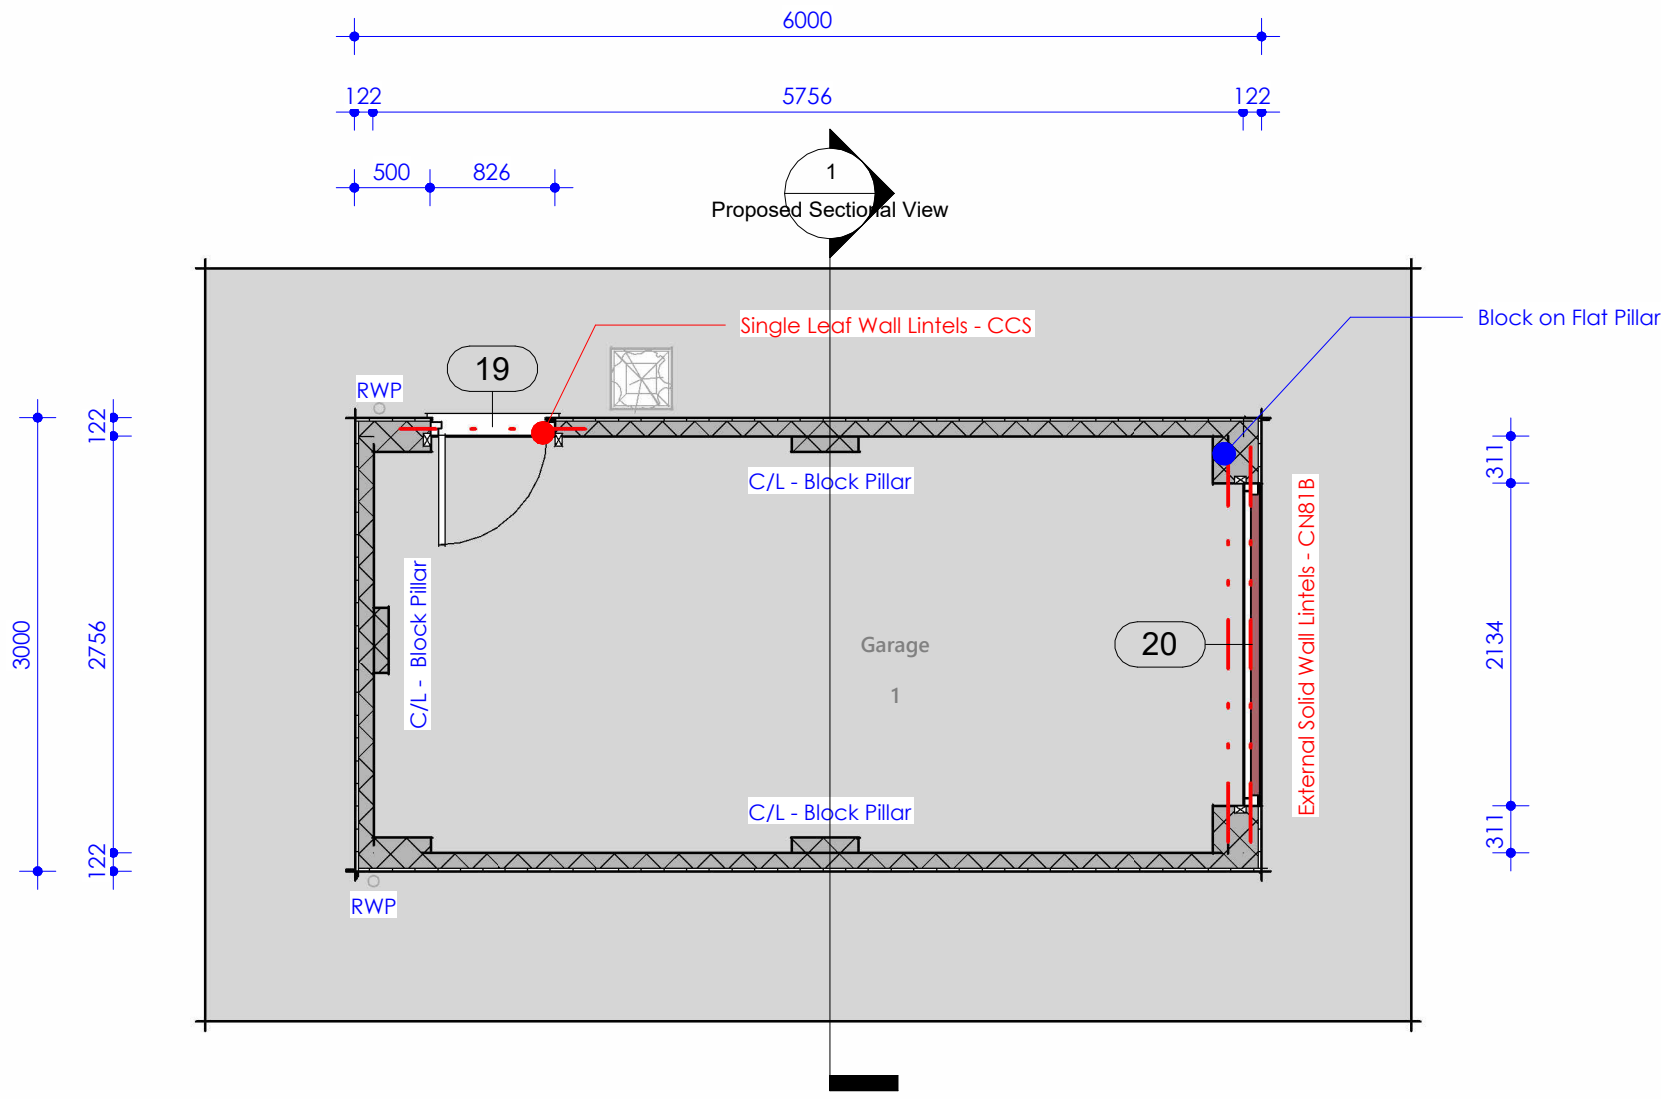 6000
122
5756
122
500
826
1
Proposed Sectional View
Single Leaf Wall Lintels - CCS
Block on Flat Pillar
19
RWP
122
311
C/L - Block Pillar
External Solid Wall Lintels - CN81B
C/L - Block Pillar
3000
2756
Garage
20
2134
1
C/L - Block Pillar
122
311
RWP